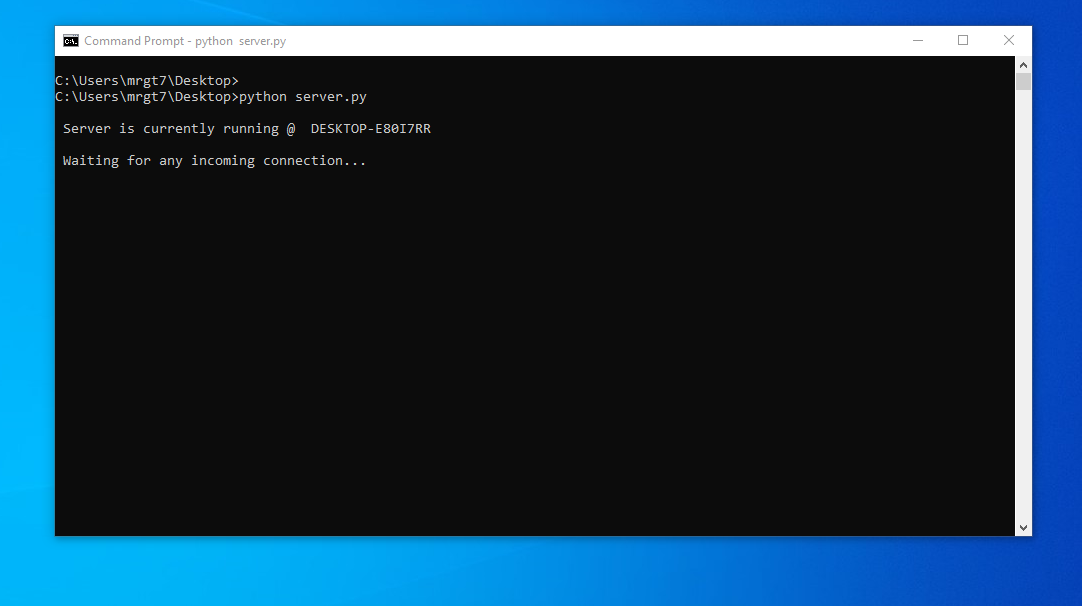 Command Prompt - python  server.py
C:\Users\mrgt7\Desktop>
C:\Users\mrgt7\Desktop>python server.py
Server is currently running @  DESKTOP-E80I7RR
Waiting for any incoming connection...